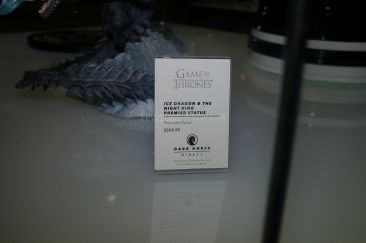 GAME OF
THRONES
ICE DRAGON & THE
NIGHT KING
PREMIER STATUE
$599.99
DARK HORSE
DIRECT